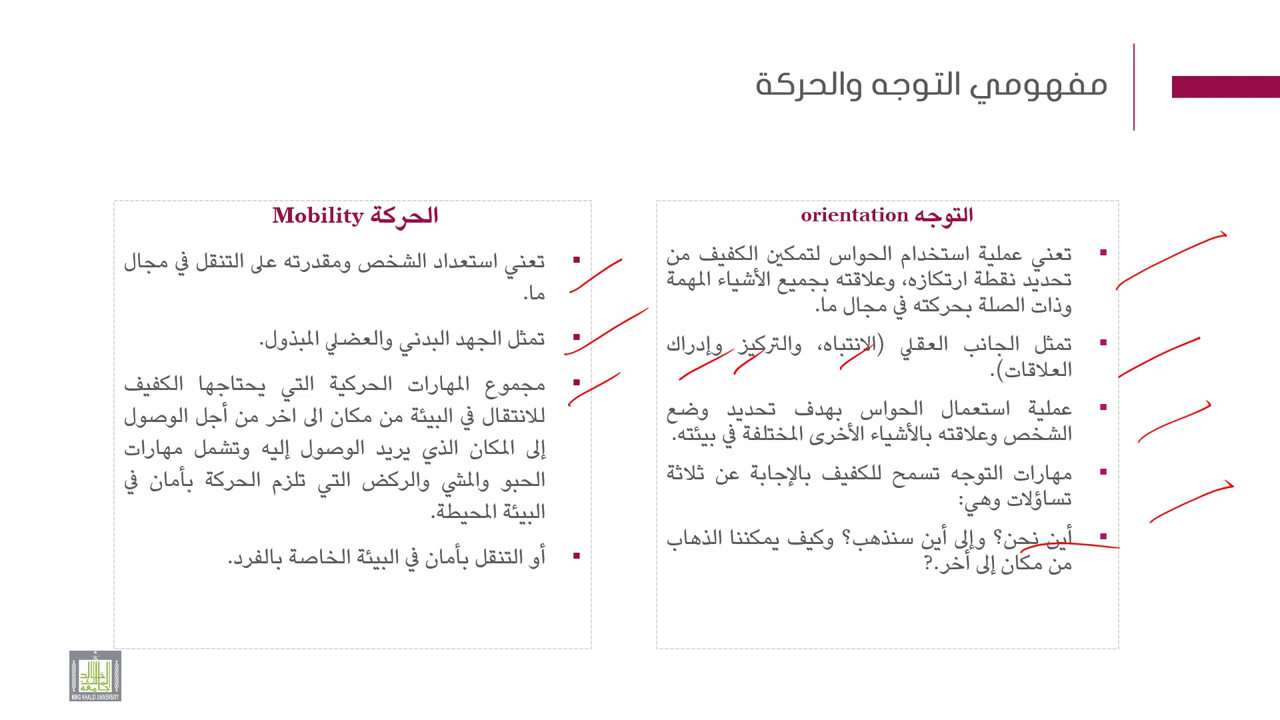 مفهومي التوجه والحركة
التوجه orientation
تعني عملية استخدام الحواس لتمكين الكفيف من
تحديد نقطة ارتكازه، وعلاقته بجميع الأشياء المهمة
وذات الصلة بحركته في مجال ما.
تمثل الجانب العقلي (الانتباه، والتركيز وإدراك
العلاقات).
عملية استعمال الحواس بهدف تحديد وضع
الشخص وعلاقته بالأشياء الأخرى المختلفة في بيئته.
مهارات التوجه تسمح للكفيف بالإجابة عن ثلاثة
تساؤلات وهي:
أين نحن؟ وإلى أين سنذهب؟ وكيف يمكننا الذهاب
من مكان إلى أخر.?
الحركة Mobility
تعني استعداد الشخص ومقدرته على التنقل في مجال
ما.
تمثل الجهد البدني والعضلي المبذول.
مجموع المهارات الحركية التي يحتاجها الكفيف
للانتقال في البيئة من مكان الى اخر من أجل الوصول
إلى المكان الذي يريد الوصول إليه وتشمل مهارات
الحبو والمشي والركض التي تلزم الحركة بأمان في
البيئة المحيطة.
أو التنقل بأمان في البيئة الخاصة بالفرد.
KING KHALID UNIVERSITY